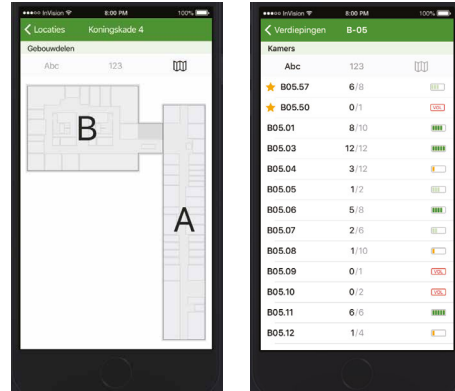 InVision 8:00 PM 100%
Locaties Koningskade 4
Gebouwdelen
Abc 123
B
A
InVision 8:00 PM 100%
Verdiepingen B-05
Kamers
Abc 123
B05.57 6/8
B05.50 0/1 VOL
B05.01 8/10
B05.03 12/12
B05.04 3/12
B05.05 1/2
B05.06 5/8
B05.07 2/6
B05.08 1/10
B05.09 0/1 VOL
B05.10 0/2 VOL
B05.11 6/6
B05.12 1/4